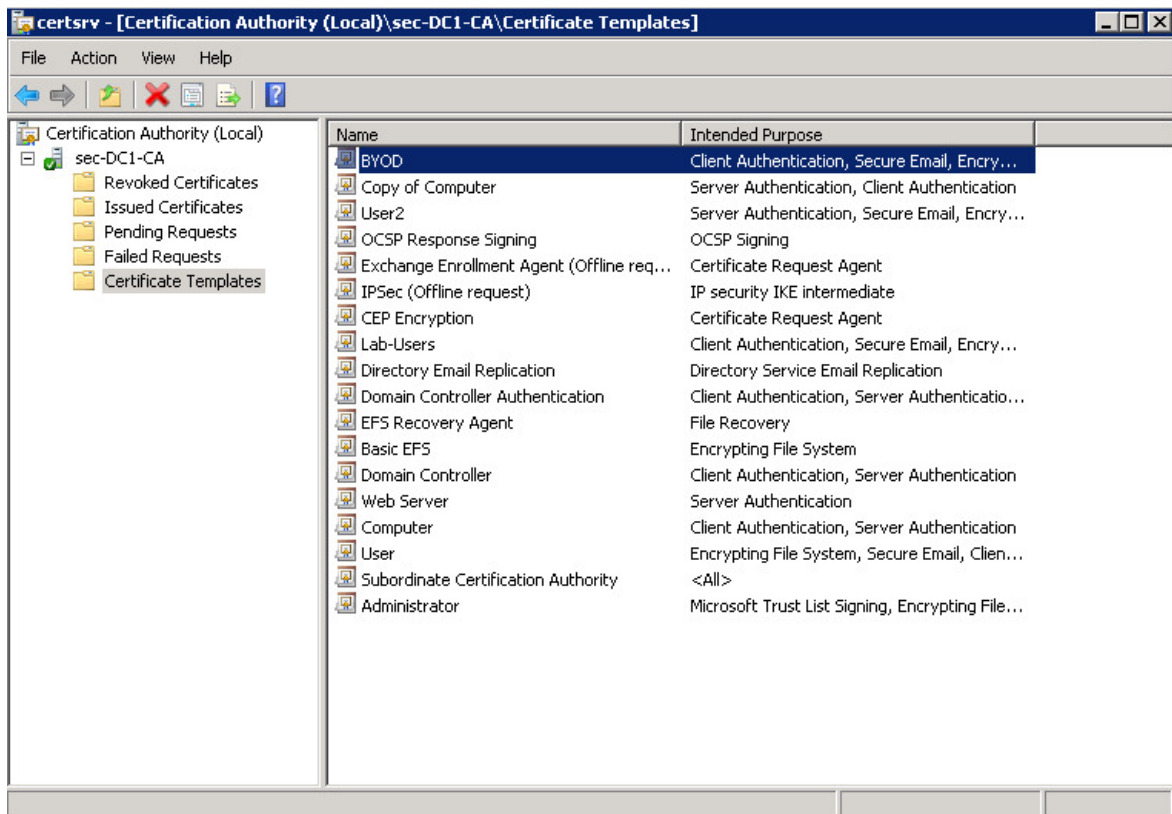 certsrv - [Certification Authority (Local)\sec-DC1-CA\Certificate Templates]
File Action View Help
Certification Authority (Local)
sec-DC1-CA
Revoked Certificates
Issued Certificates
Pending Requests
Failed Requests
Certificate Templates
Name Intended Purpose
BYOD Client Authentication, Secure Email, Encry...
Copy of Computer Server Authentication, Client Authentication
User2 Server Authentication, Secure Email, Encry...
OCSP Response Signing OCSP Signing
Exchange Enrollment Agent (Offline req... Certificate Request Agent
IPSec (Offline request) IP security IKE intermediate
CEP Encryption Certificate Request Agent
Lab-Users Client Authentication, Secure Email, Encry...
Directory Email Replication Directory Service Email Replication
Domain Controller Authentication Client Authentication, Server Authenticatio...
EFS Recovery Agent File Recovery
Basic EFS Encrypting File System
Domain Controller Client Authentication, Server Authentication
Web Server Server Authentication
Computer Client Authentication, Server Authentication
User Encrypting File System, Secure Email, Clien...
Subordinate Certification Authority <All>
Administrator Microsoft Trust List Signing, Encrypting File...